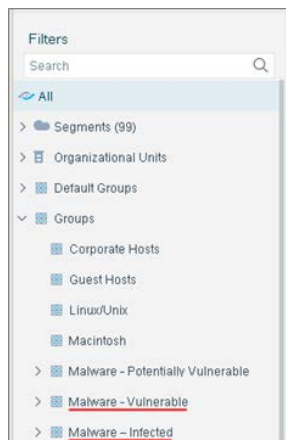 Filters
Search
All
Segments (99)
Organizational Units
Default Groups
Groups
Corporate Hosts
Guest Hosts
Linux/Unix
Macintosh
Malware - Potentially Vulnerable
Malware - Vulnerable
Malware – Infected